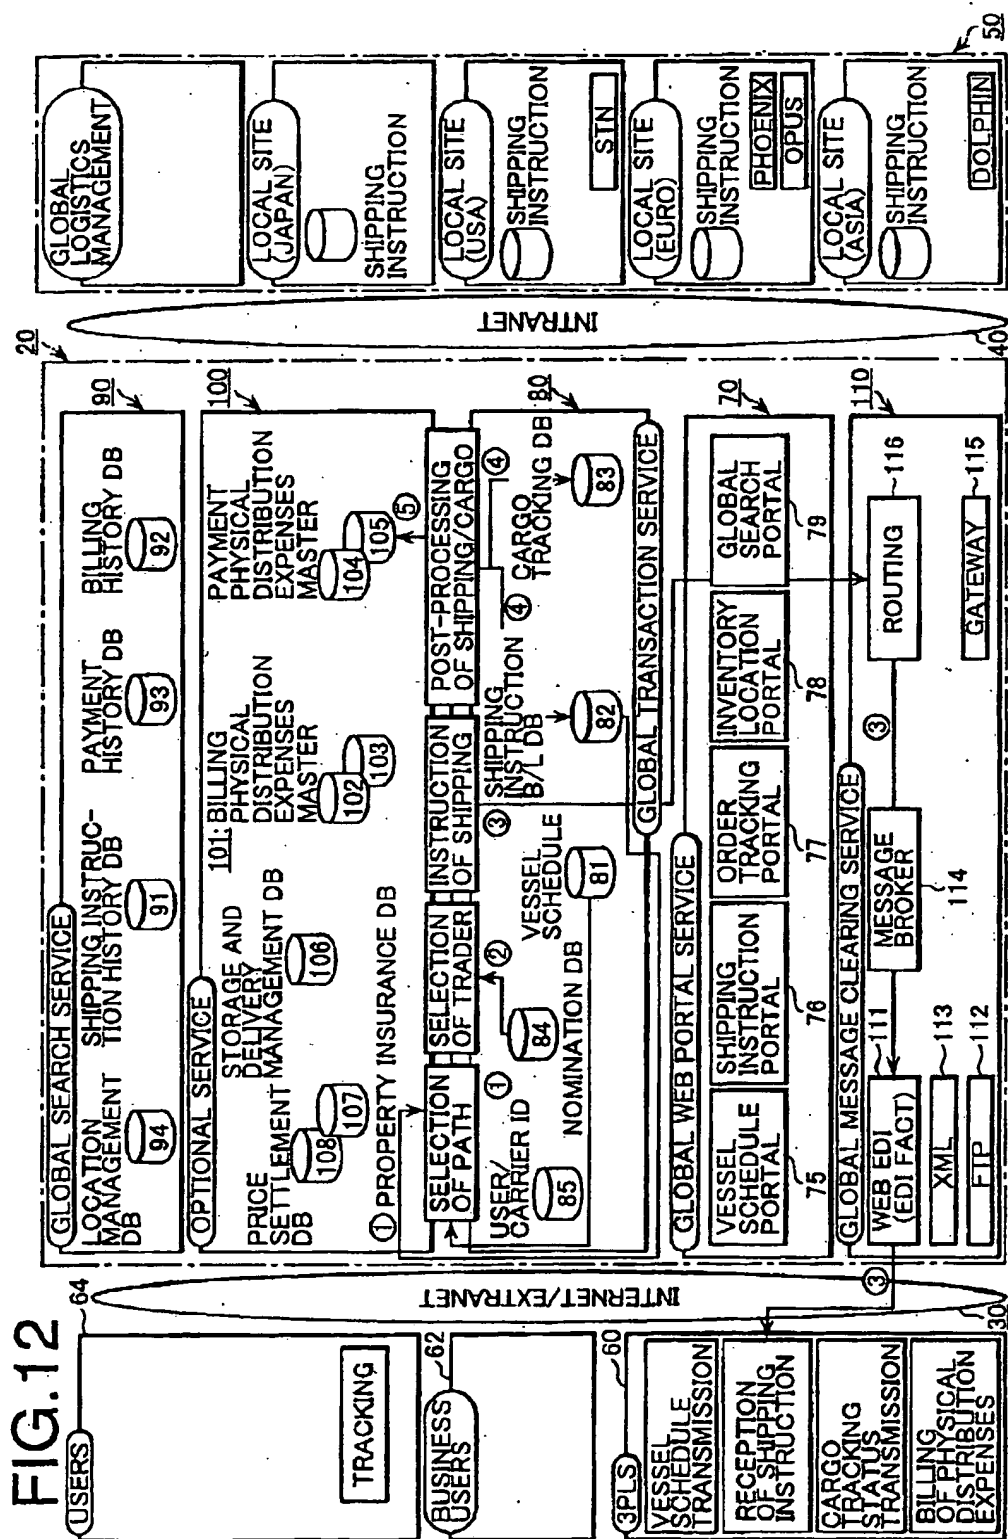 FIG.12
USERS
64
TRACKING
BUSINESS
USERS
62
3PLS
60
VESSEL
SCHEDULE
TRANSMISSION
RECEPTION
OF SHIPPING
INSTRUCTION
CARGO
TRACKING
STATUS
TRANSMISSION
BILLING
OF PHYSICAL
DISTRIBUTION
EXPENSES
INTERNET/EXTRANET
30
③
20
GLOBAL SEARCH SERVICE
90
LOCATION
MANAGEMENT
DB
94
SHIPPING INSTRUC-
TION HISTORY DB
91
PAYMENT
HISTORY DB
93
BILLING
HISTORY DB
92
OPTIONAL SERVICE
100
PRICE
SETTLEMENT
DB
108
107
STORAGE AND
DELIVERY
MANAGEMENT DB
106
101: BILLING
PHYSICAL
DISTRIBUTION
EXPENSES
MASTER
102
103
PAYMENT
PHYSICAL
DISTRIBUTION
EXPENSES
MASTER
104
105
⑤
① PROPERTY INSURANCE DB
SELECTION
OF PATH
SELECTION
OF TRADER
INSTRUCTION
OF SHIPPING
POST-PROCESSING
OF SHIPPING/CARGO
80
USER/
CARRIER ID
85
①
84
②
NOMINATION DB
VESSEL
SCHEDULE
81
③ SHIPPING
INSTRUCTION
B/L DB
82
④
④
CARGO
TRACKING DB
83
GLOBAL TRANSACTION SERVICE
GLOBAL WEB PORTAL SERVICE
70
VESSEL
SCHEDULE
PORTAL
75
SHIPPING
INSTRUCTION
PORTAL
76
ORDER
TRACKING
PORTAL
77
INVENTORY
LOCATION
PORTAL
78
GLOBAL
SEARCH
PORTAL
79
GLOBAL MESSAGE CLEARING SERVICE
110
WEB EDI
(EDI FACT)
111
XML
113
FTP
112
MESSAGE
BROKER
114
③
ROUTING
116
GATEWAY
115
INTRANET
40
50
GLOBAL
LOGISTICS
MANAGEMENT
LOCAL SITE
(JAPAN)
SHIPPING
INSTRUCTION
LOCAL SITE
(USA)
SHIPPING
INSTRUCTION
STN
LOCAL SITE
(EURO)
SHIPPING
INSTRUCTION
PHOENIX
OPUS
LOCAL SITE
(ASIA)
SHIPPING
INSTRUCTION
DOLPHIN